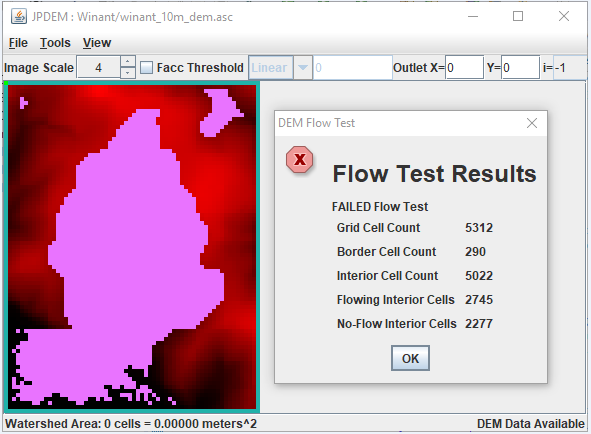 JPDEM : Winant/winant_10m_dem.asc
File Tools View
Image Scale 4 Facc Threshold Linear 0 Outlet X= 0 Y= 0 i= -1
DEM Flow Test
X
Flow Test Results
FAILED Flow Test
Grid Cell Count 5312
Border Cell Count 290
Interior Cell Count 5022
Flowing Interior Cells 2745
No-Flow Interior Cells 2277
OK
Watershed Area: 0 cells = 0.00000 meters^2 DEM Data Available